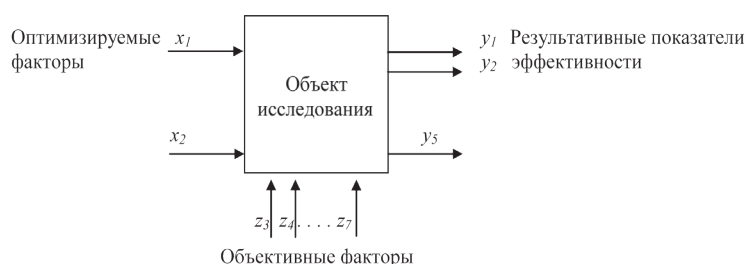 Оптимизируемые x₁ y₁ Результативные показатели
факторы y₂ эффективности
Объект
исследования
x₂ y₅
z₃ z₄ . . . . z₇
Объективные факторы